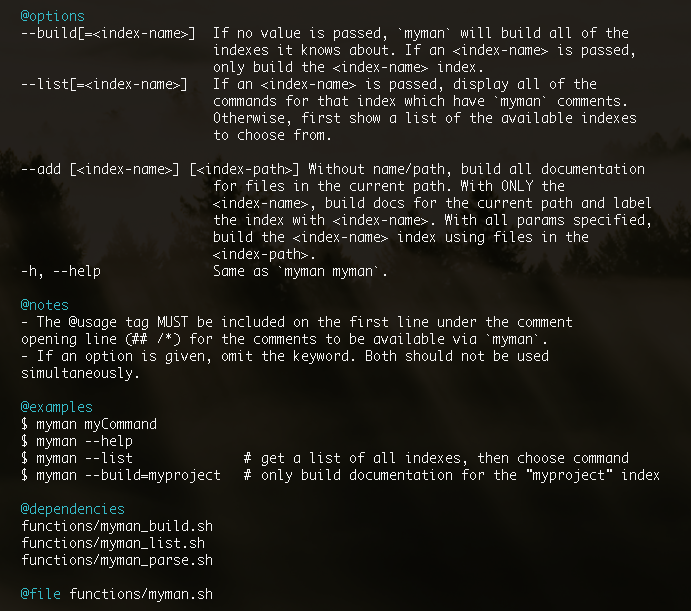 @options
--build[=<index-name>]  If no value is passed, `myman` will build all of the
                        indexes it knows about. If an <index-name> is passed,
                        only build the <index-name> index.
--list[=<index-name>]   If an <index-name> is passed, display all of the
                        commands for that index which have `myman` comments.
                        Otherwise, first show a list of the available indexes
                        to choose from.

--add [<index-name>] [<index-path>] Without name/path, build all documentation
                        for files in the current path. With ONLY the
                        <index-name>, build docs for the current path and label
                        the index with <index-name>. With all params specified,
                        build the <index-name> index using files in the
                        <index-path>.
-h, --help              Same as `myman myman`.

@notes
- The @usage tag MUST be included on the first line under the comment
opening line (## /*) for the comments to be available via `myman`.
- If an option is given, omit the keyword. Both should not be used
simultaneously.

@examples
$ myman myCommand
$ myman --help
$ myman --list              # get a list of all indexes, then choose command
$ myman --build=myproject   # only build documentation for the "myproject" index

@dependencies
functions/myman_build.sh
functions/myman_list.sh
functions/myman_parse.sh

@file functions/myman.sh